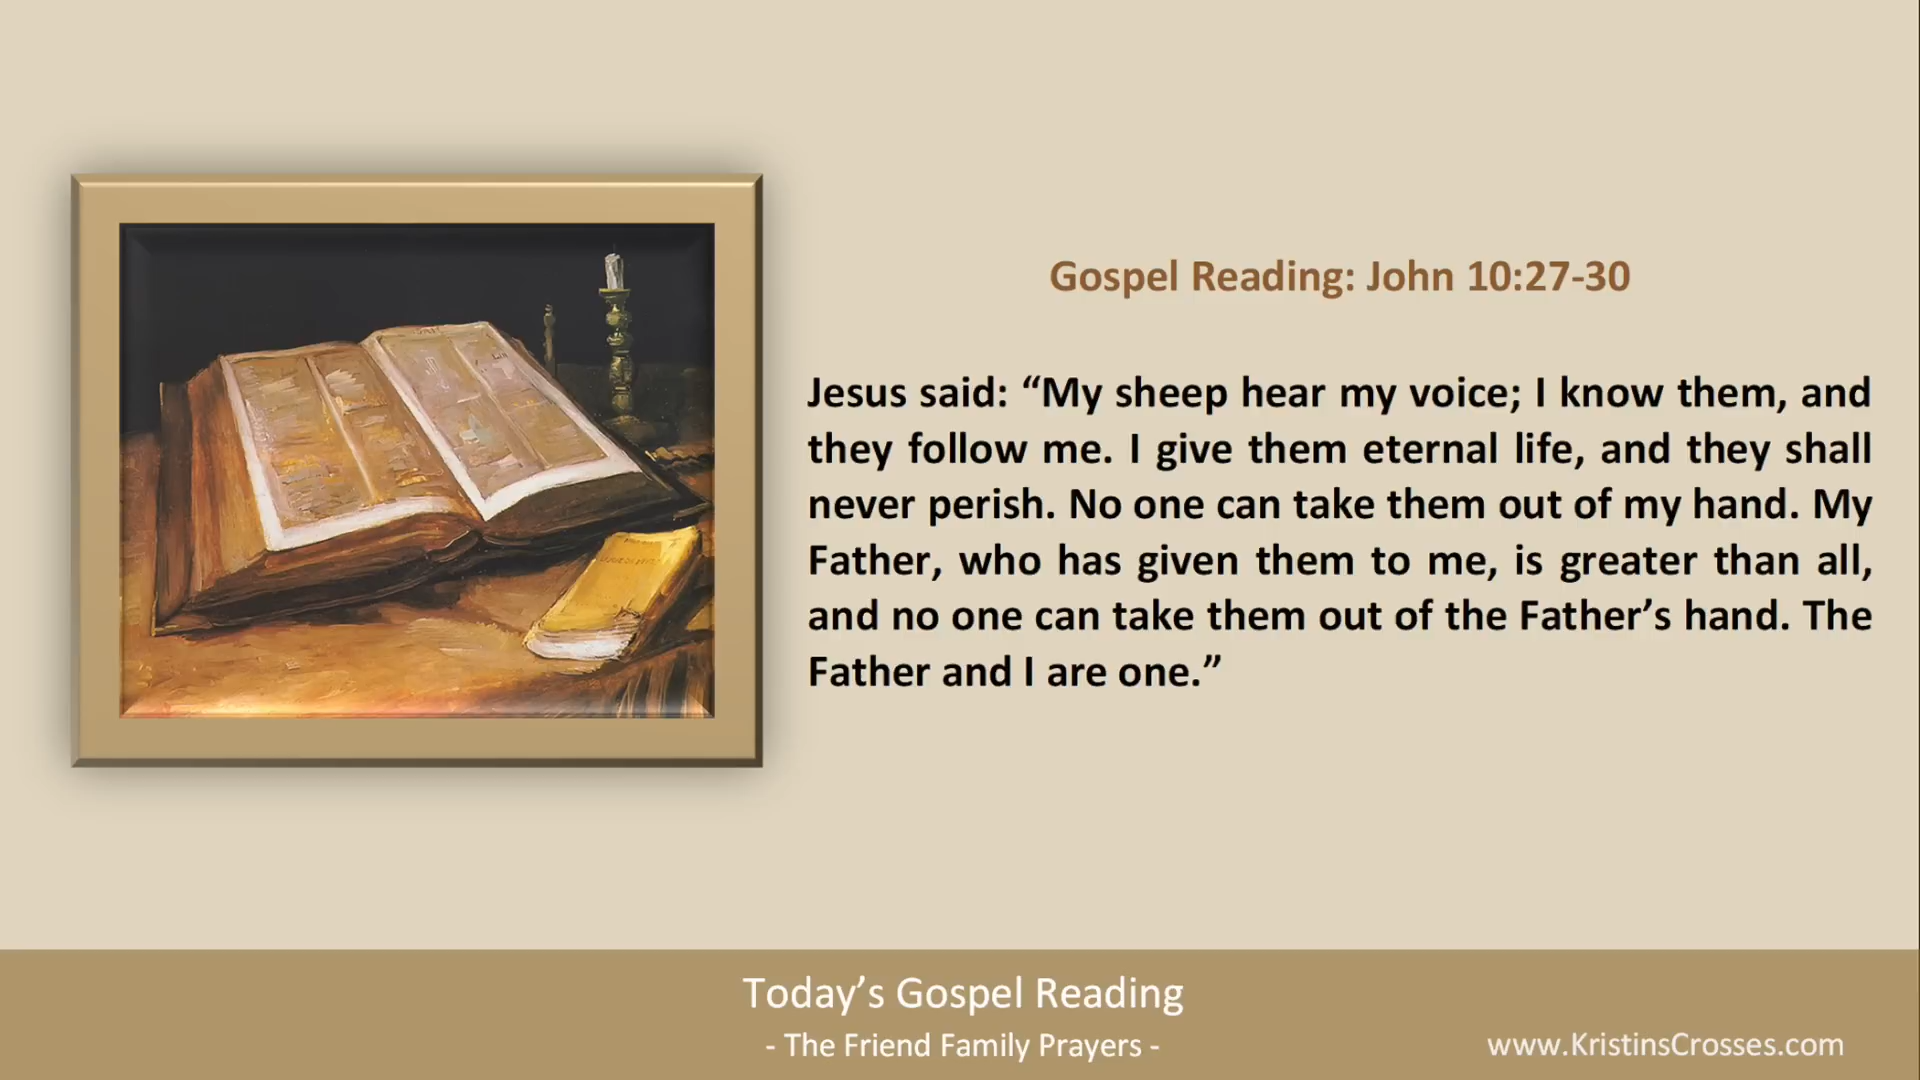 Gospel Reading: John 10:27-30
Jesus said: “My sheep hear my voice; I know them, and
they follow me. I give them eternal life, and they shall
never perish. No one can take them out of my hand. My
Father, who has given them to me, is greater than all,
and no one can take them out of the Father’s hand. The
Father and I are one.”
Today’s Gospel Reading
- The Friend Family Prayers -
www.KristinsCrosses.com